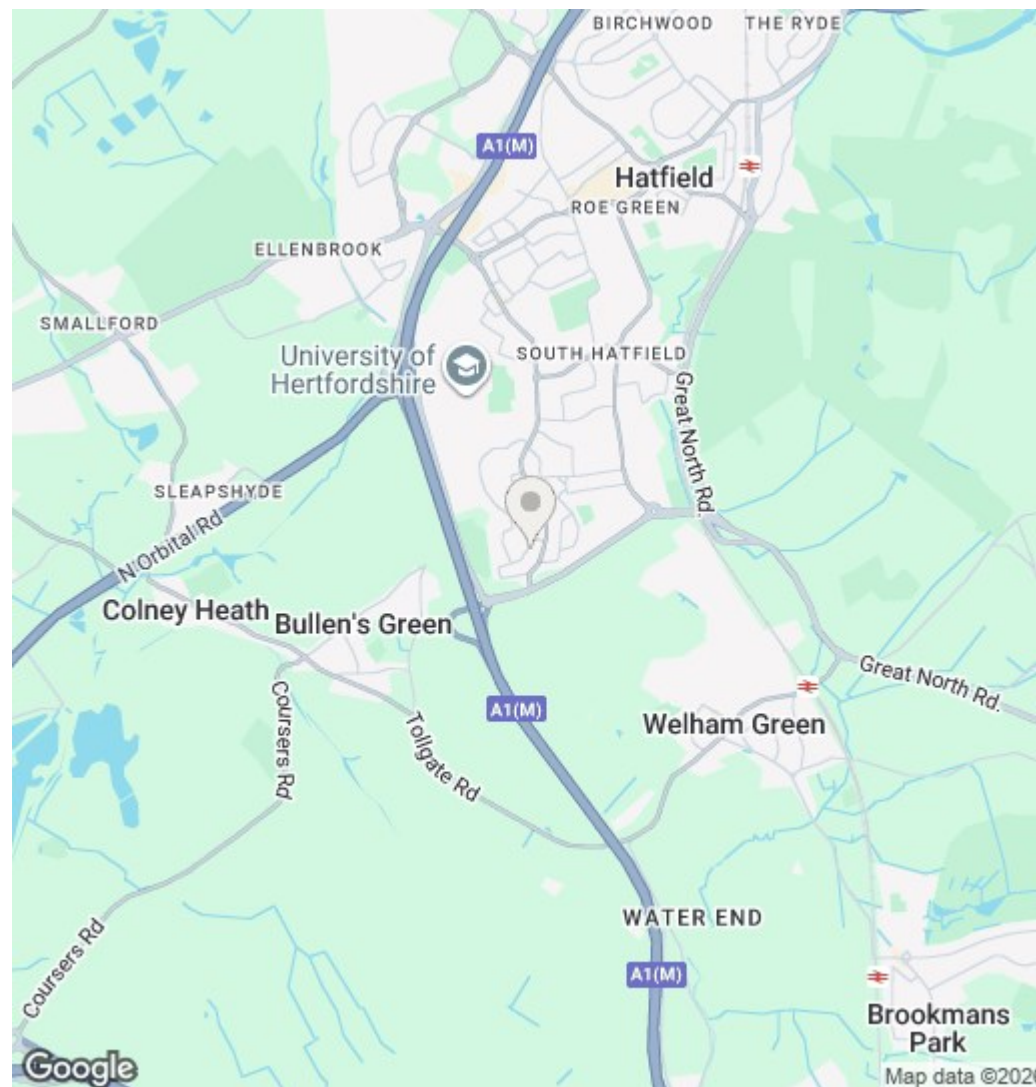 BIRCHWOOD
THE RYDE
A1(M)
Hatfield
ROE GREEN
ELLENBROOK
SMALLFORD
University of
Hertfordshire
SOUTH HATFIELD
Great North Rd.
SLEAPSHYDE
N Orbital Rd
Colney Heath
Bullen's Green
Great North Rd.
A1(M)
Welham Green
Coursers Rd
Tollgate Rd
WATER END
Coursers Rd
A1(M)
Brookmans
Park
Google
Map data ©202